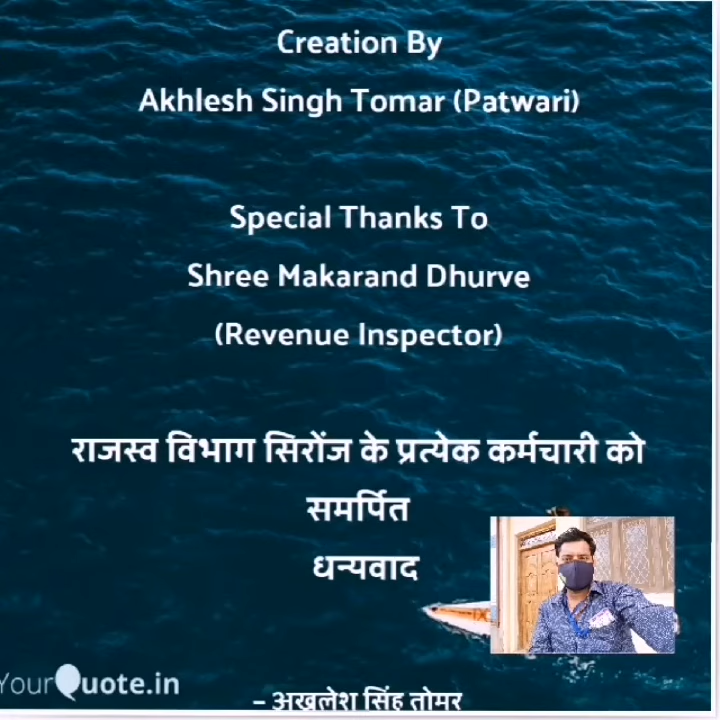 Creation By
Akhlesh Singh Tomar (Patwari)
Special Thanks To
Shree Makarand Dhurve
(Revenue Inspector)
राजस्व विभाग सिरोंज के प्रत्येक कर्मचारी को
समर्पित
धन्यवाद
YourQuote.in
– अखलेश सिंह तोमर